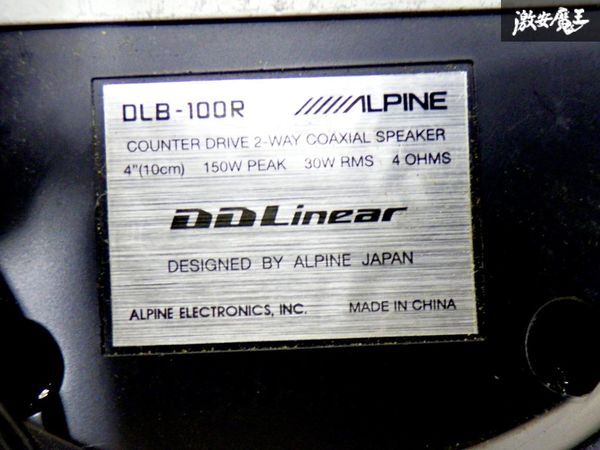 激安魔王
DLB-100R /////ALPINE
COUNTER DRIVE 2-WAY COAXIAL SPEAKER
4"(10cm) 150W PEAK 30W RMS 4 OHMS
DDLinear
DESIGNED BY ALPINE JAPAN
ALPINE ELECTRONICS, INC. MADE IN CHINA